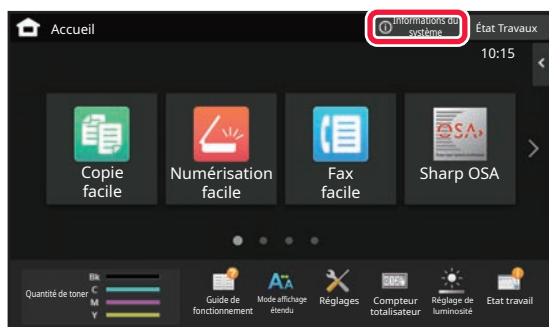 Accueil
Informations du
système
État Travaux
10:15
Copie
facile
Numérisation
facile
Fax
facile
OSA
Sharp OSA
Quantité de toner
Bk
C
M
Y
Guide de
fonctionnement
Mode affichage
étendu
Réglages
Compteur
totalisateur
Réglage de
luminosité
Etat travail